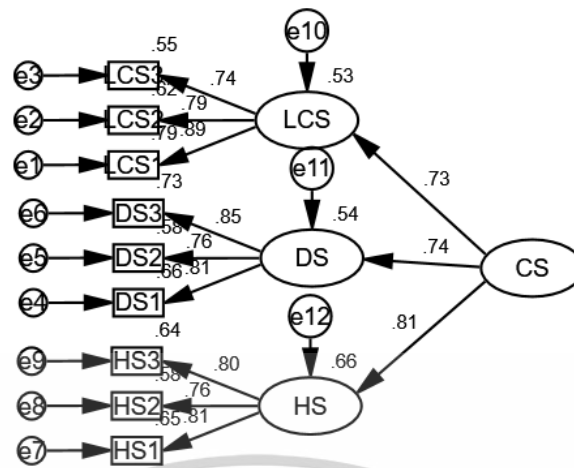 e10
.55
.53
e3 LCS3 .74
.62
e2 LCS2 .79 LCS
.79 .89
e1 LCS1 e11
.73 .73
e6 DS3 .85 .54
.58 .74
e5 DS2 .76 DS CS
.66 .81
e4 DS1 e12
.64 .81
e9 HS3 .80 .66
.58
e8 HS2 .76 HS
.65 .81
e7 HS1